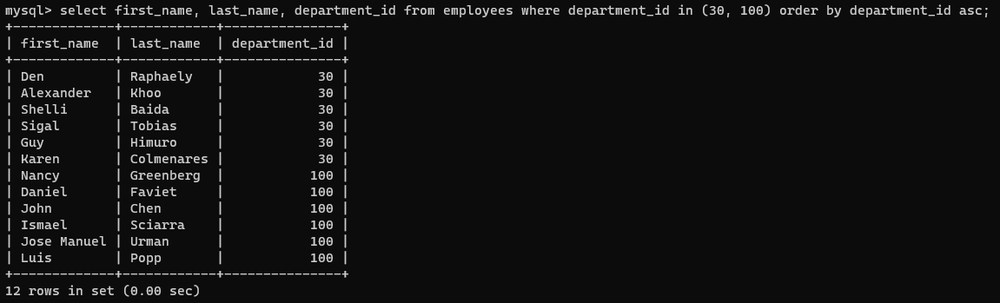 mysql> select first_name, last_name, department_id from employees where department_id in (30, 100) order by department_id asc;
+-------------+------------+---------------+
| first_name  | last_name  | department_id |
+-------------+------------+---------------+
| Den         | Raphaely   |            30 |
| Alexander   | Khoo       |            30 |
| Shelli      | Baida      |            30 |
| Sigal       | Tobias     |            30 |
| Guy         | Himuro     |            30 |
| Karen       | Colmenares |            30 |
| Nancy       | Greenberg  |           100 |
| Daniel      | Faviet     |           100 |
| John        | Chen       |           100 |
| Ismael      | Sciarra    |           100 |
| Jose Manuel | Urman      |           100 |
| Luis        | Popp       |           100 |
+-------------+------------+---------------+
12 rows in set (0.00 sec)